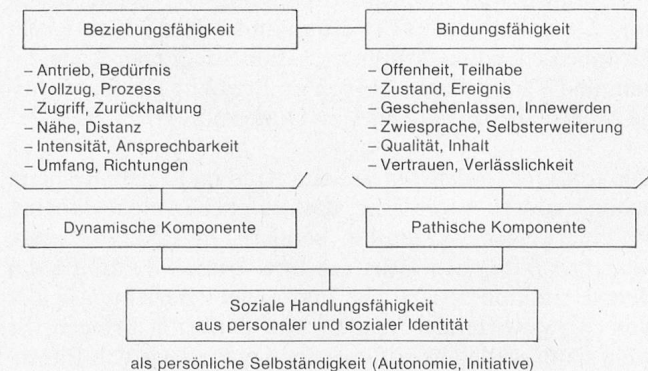 Beziehungsfähigkeit
Bindungsfähigkeit
– Antrieb, Bedürfnis
– Vollzug, Prozess
– Zugriff, Zurückhaltung
– Nähe, Distanz
– Intensität, Ansprechbarkeit
– Umfang, Richtungen
– Offenheit, Teilhabe
– Zustand, Ereignis
– Geschehenlassen, Innewerden
– Zwiesprache, Selbsterweiterung
– Qualität, Inhalt
– Vertrauen, Verlässlichkeit
Dynamische Komponente
Pathische Komponente
Soziale Handlungsfähigkeit
aus personaler und sozialer Identität
als persönliche Selbständigkeit (Autonomie, Initiative)